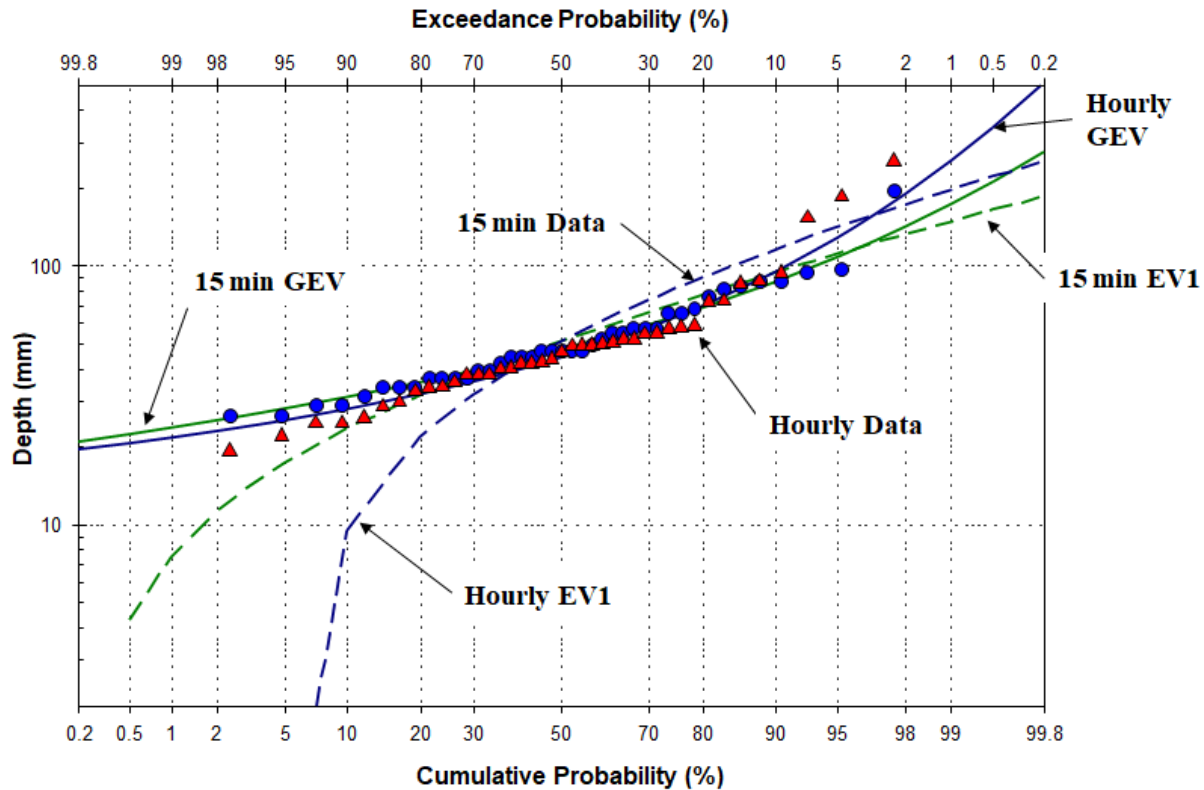 Exceedance Probability (%)
99.8 99 98 95 90 80 70 50 30 20 10 5 2 1 0.5 0.2
Hourly
GEV
15 min Data
15 min GEV
15 min EV1
100
Depth (mm)
Hourly Data
10
Hourly EV1
0.2 0.5 1 2 5 10 20 30 50 70 80 90 95 98 99 99.8
Cumulative Probability (%)